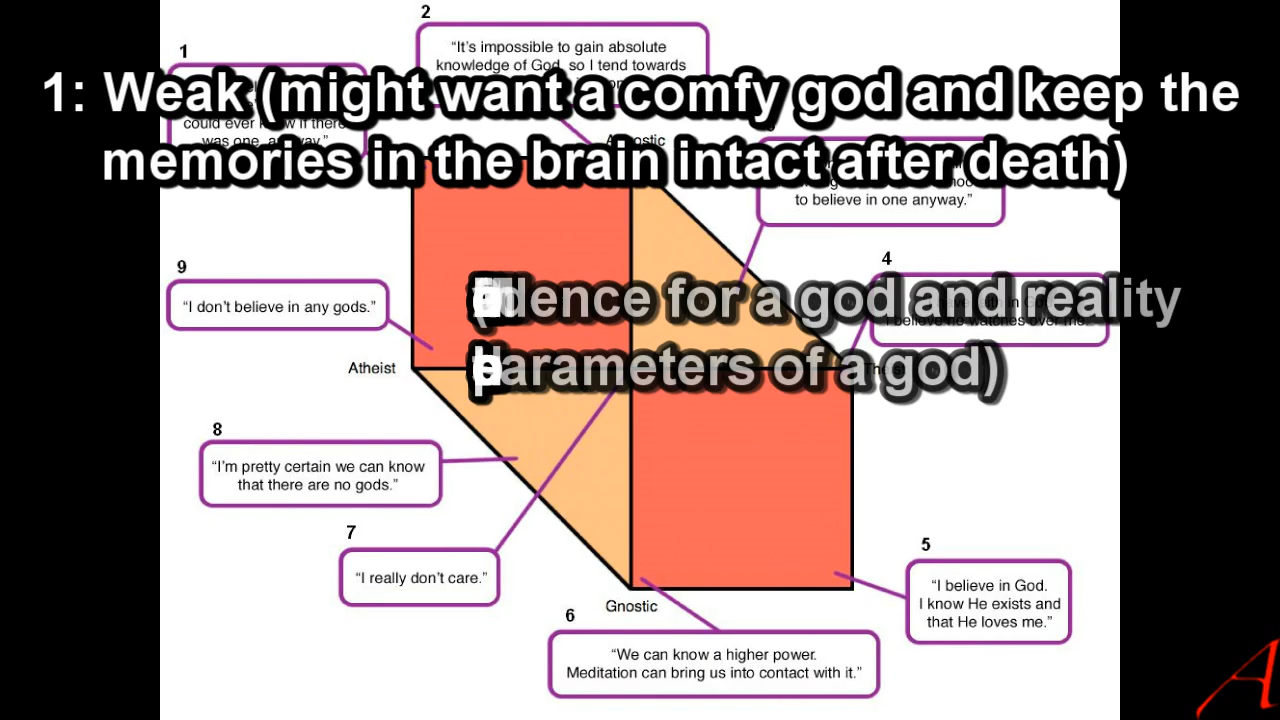 2
1
“It’s impossible to gain absolute
knowledge of God, so I tend towards
1: Weak (might want a comfy god and keep the
memories in the brain intact after death)
could ever know if there
was one, anyway.”
Agnostic
to believe in one anyway.”
4
9
“I don’t believe in any gods.”
dence for a god and reality
parameters of a god)
Atheist
8
“I’m pretty certain we can know
that there are no gods.”
7
“I really don’t care.”
5
“I believe in God.
I know He exists and
that He loves me.”
Gnostic
6
“We can know a higher power.
Meditation can bring us into contact with it.”
A